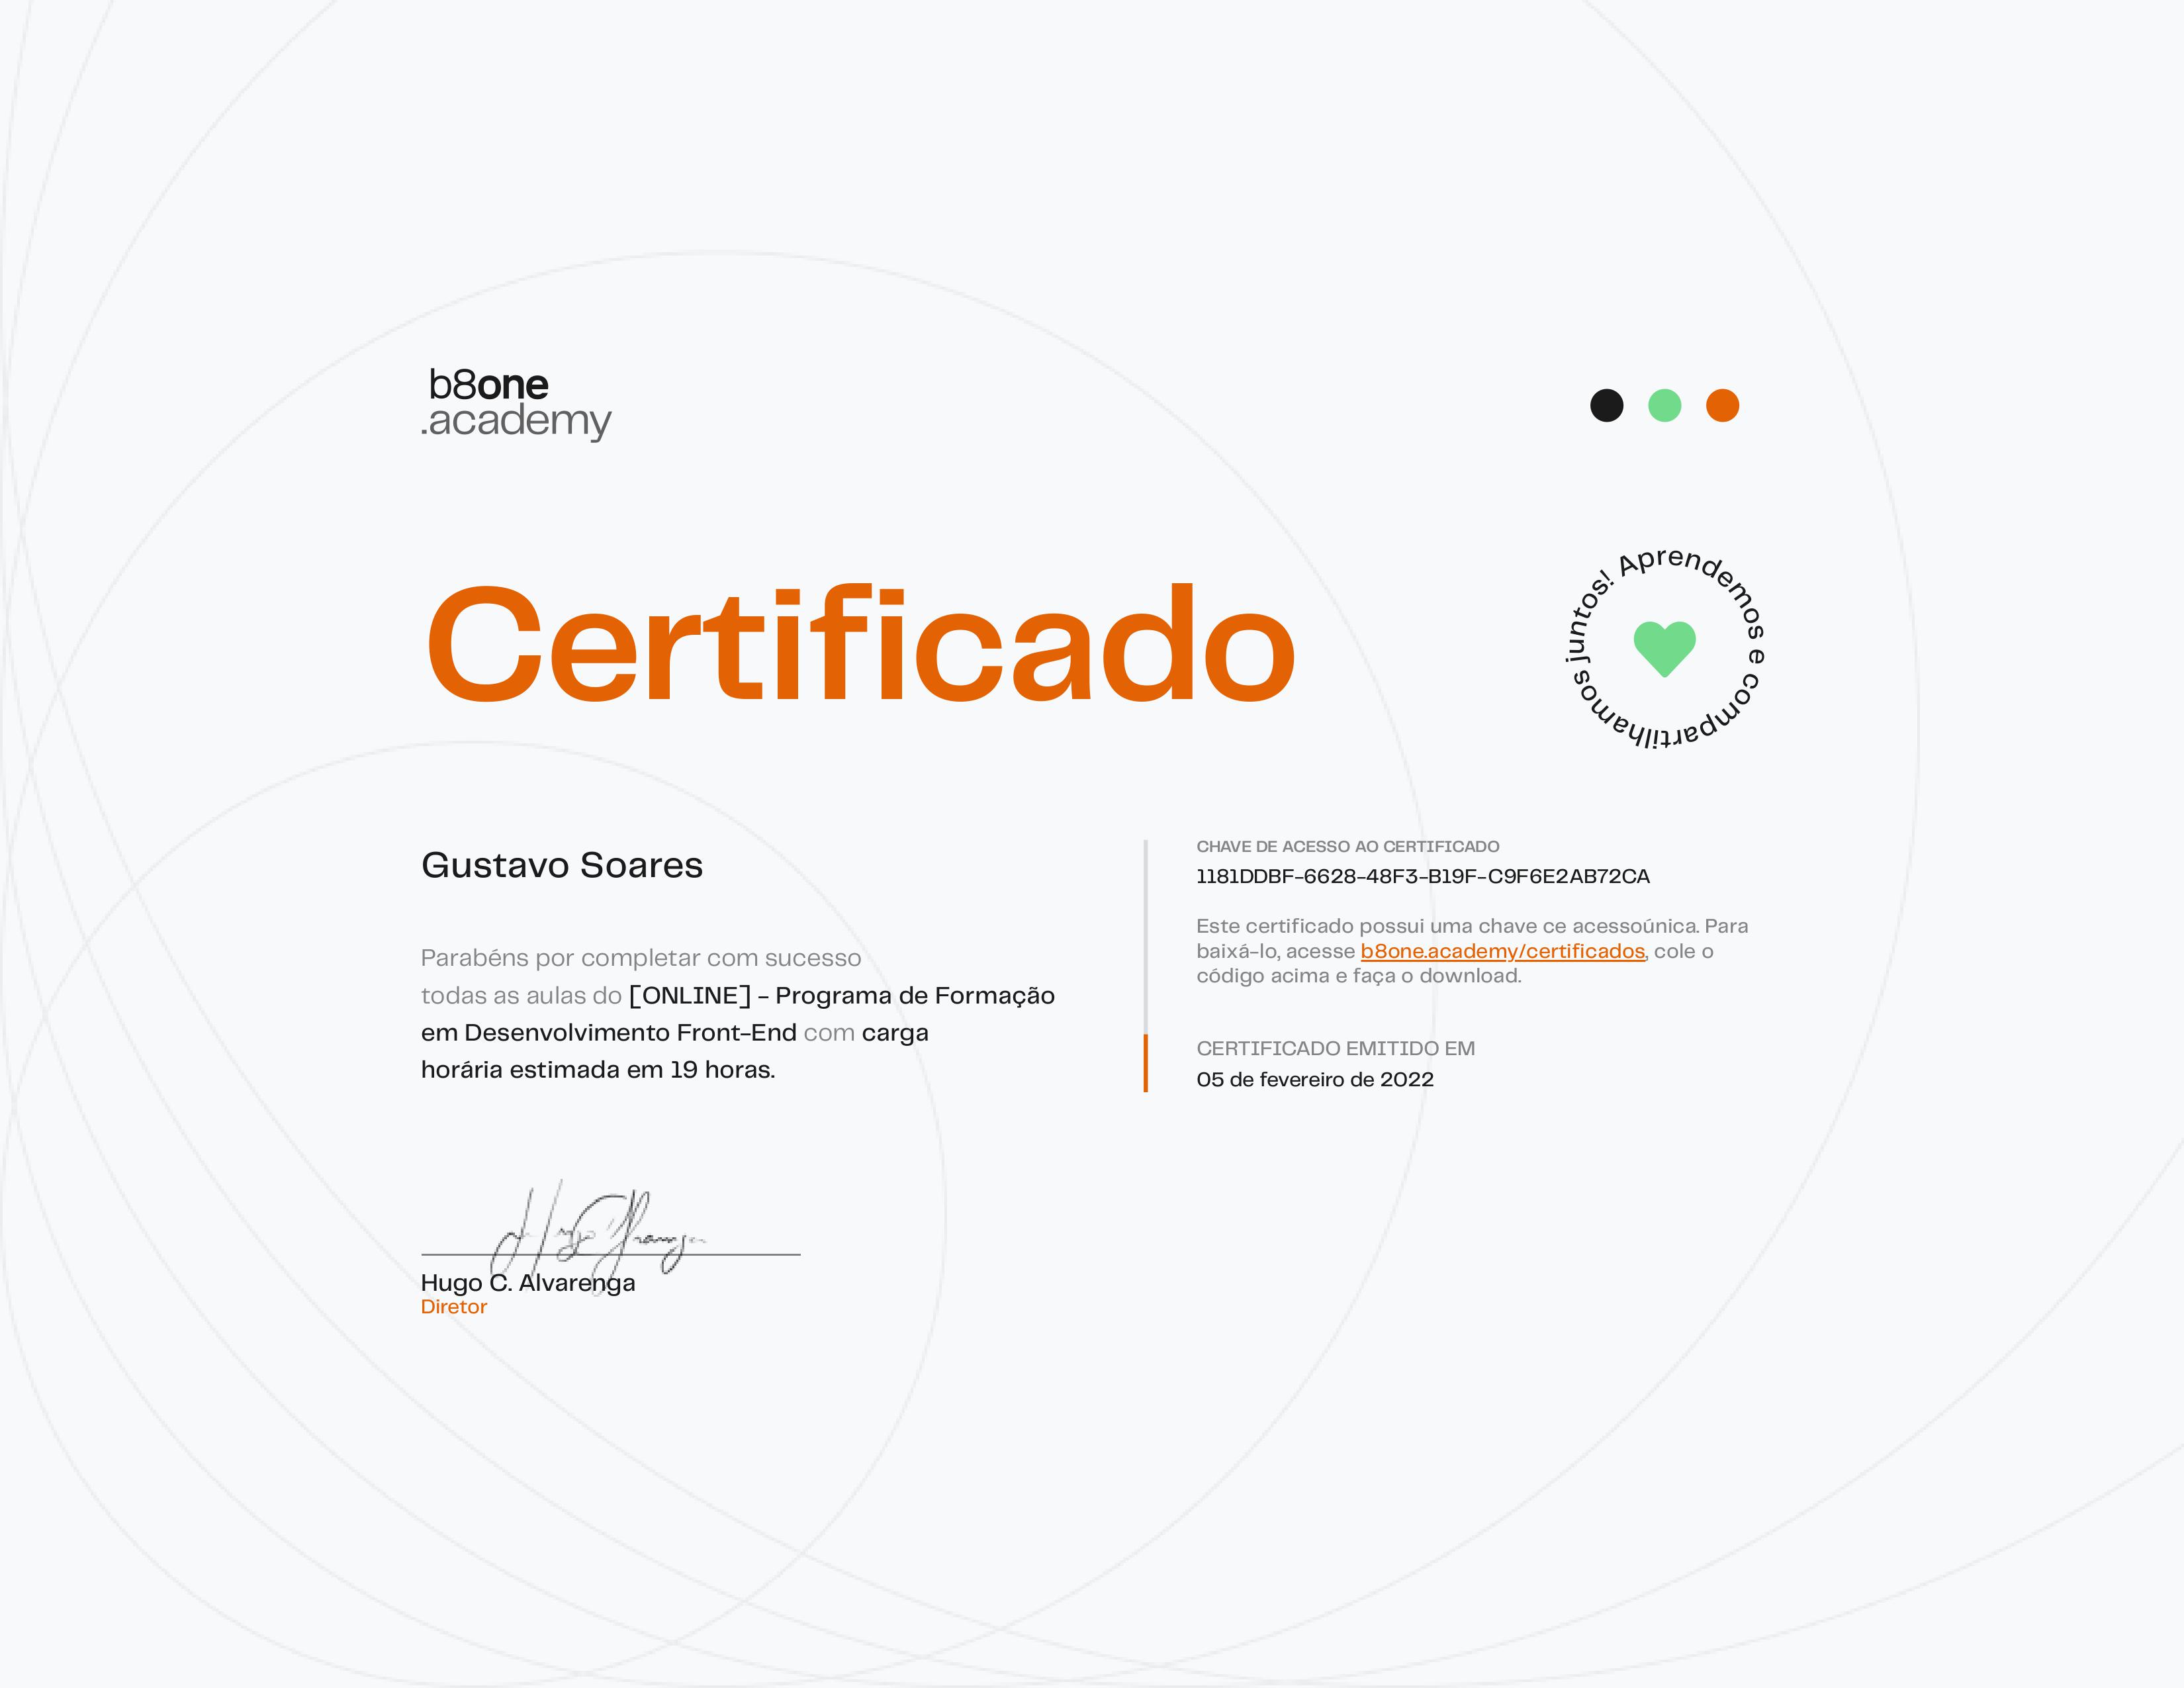 b8one
.academy
Certificado
Aprendemos e compartilhamos juntos!
Gustavo Soares
Parabéns por completar com sucesso
todas as aulas do [ONLINE] - Programa de Formação
em Desenvolvimento Front-End com carga
horária estimada em 19 horas.
CHAVE DE ACESSO AO CERTIFICADO
1181DDBF-6628-48F3-B19F-C9F6E2AB72CA
Este certificado possui uma chave ce acessoúnica. Para
baixá-lo, acesse b8one.academy/certificados, cole o
código acima e faça o download.
CERTIFICADO EMITIDO EM
05 de fevereiro de 2022
Hugo C. Alvarenga
Diretor